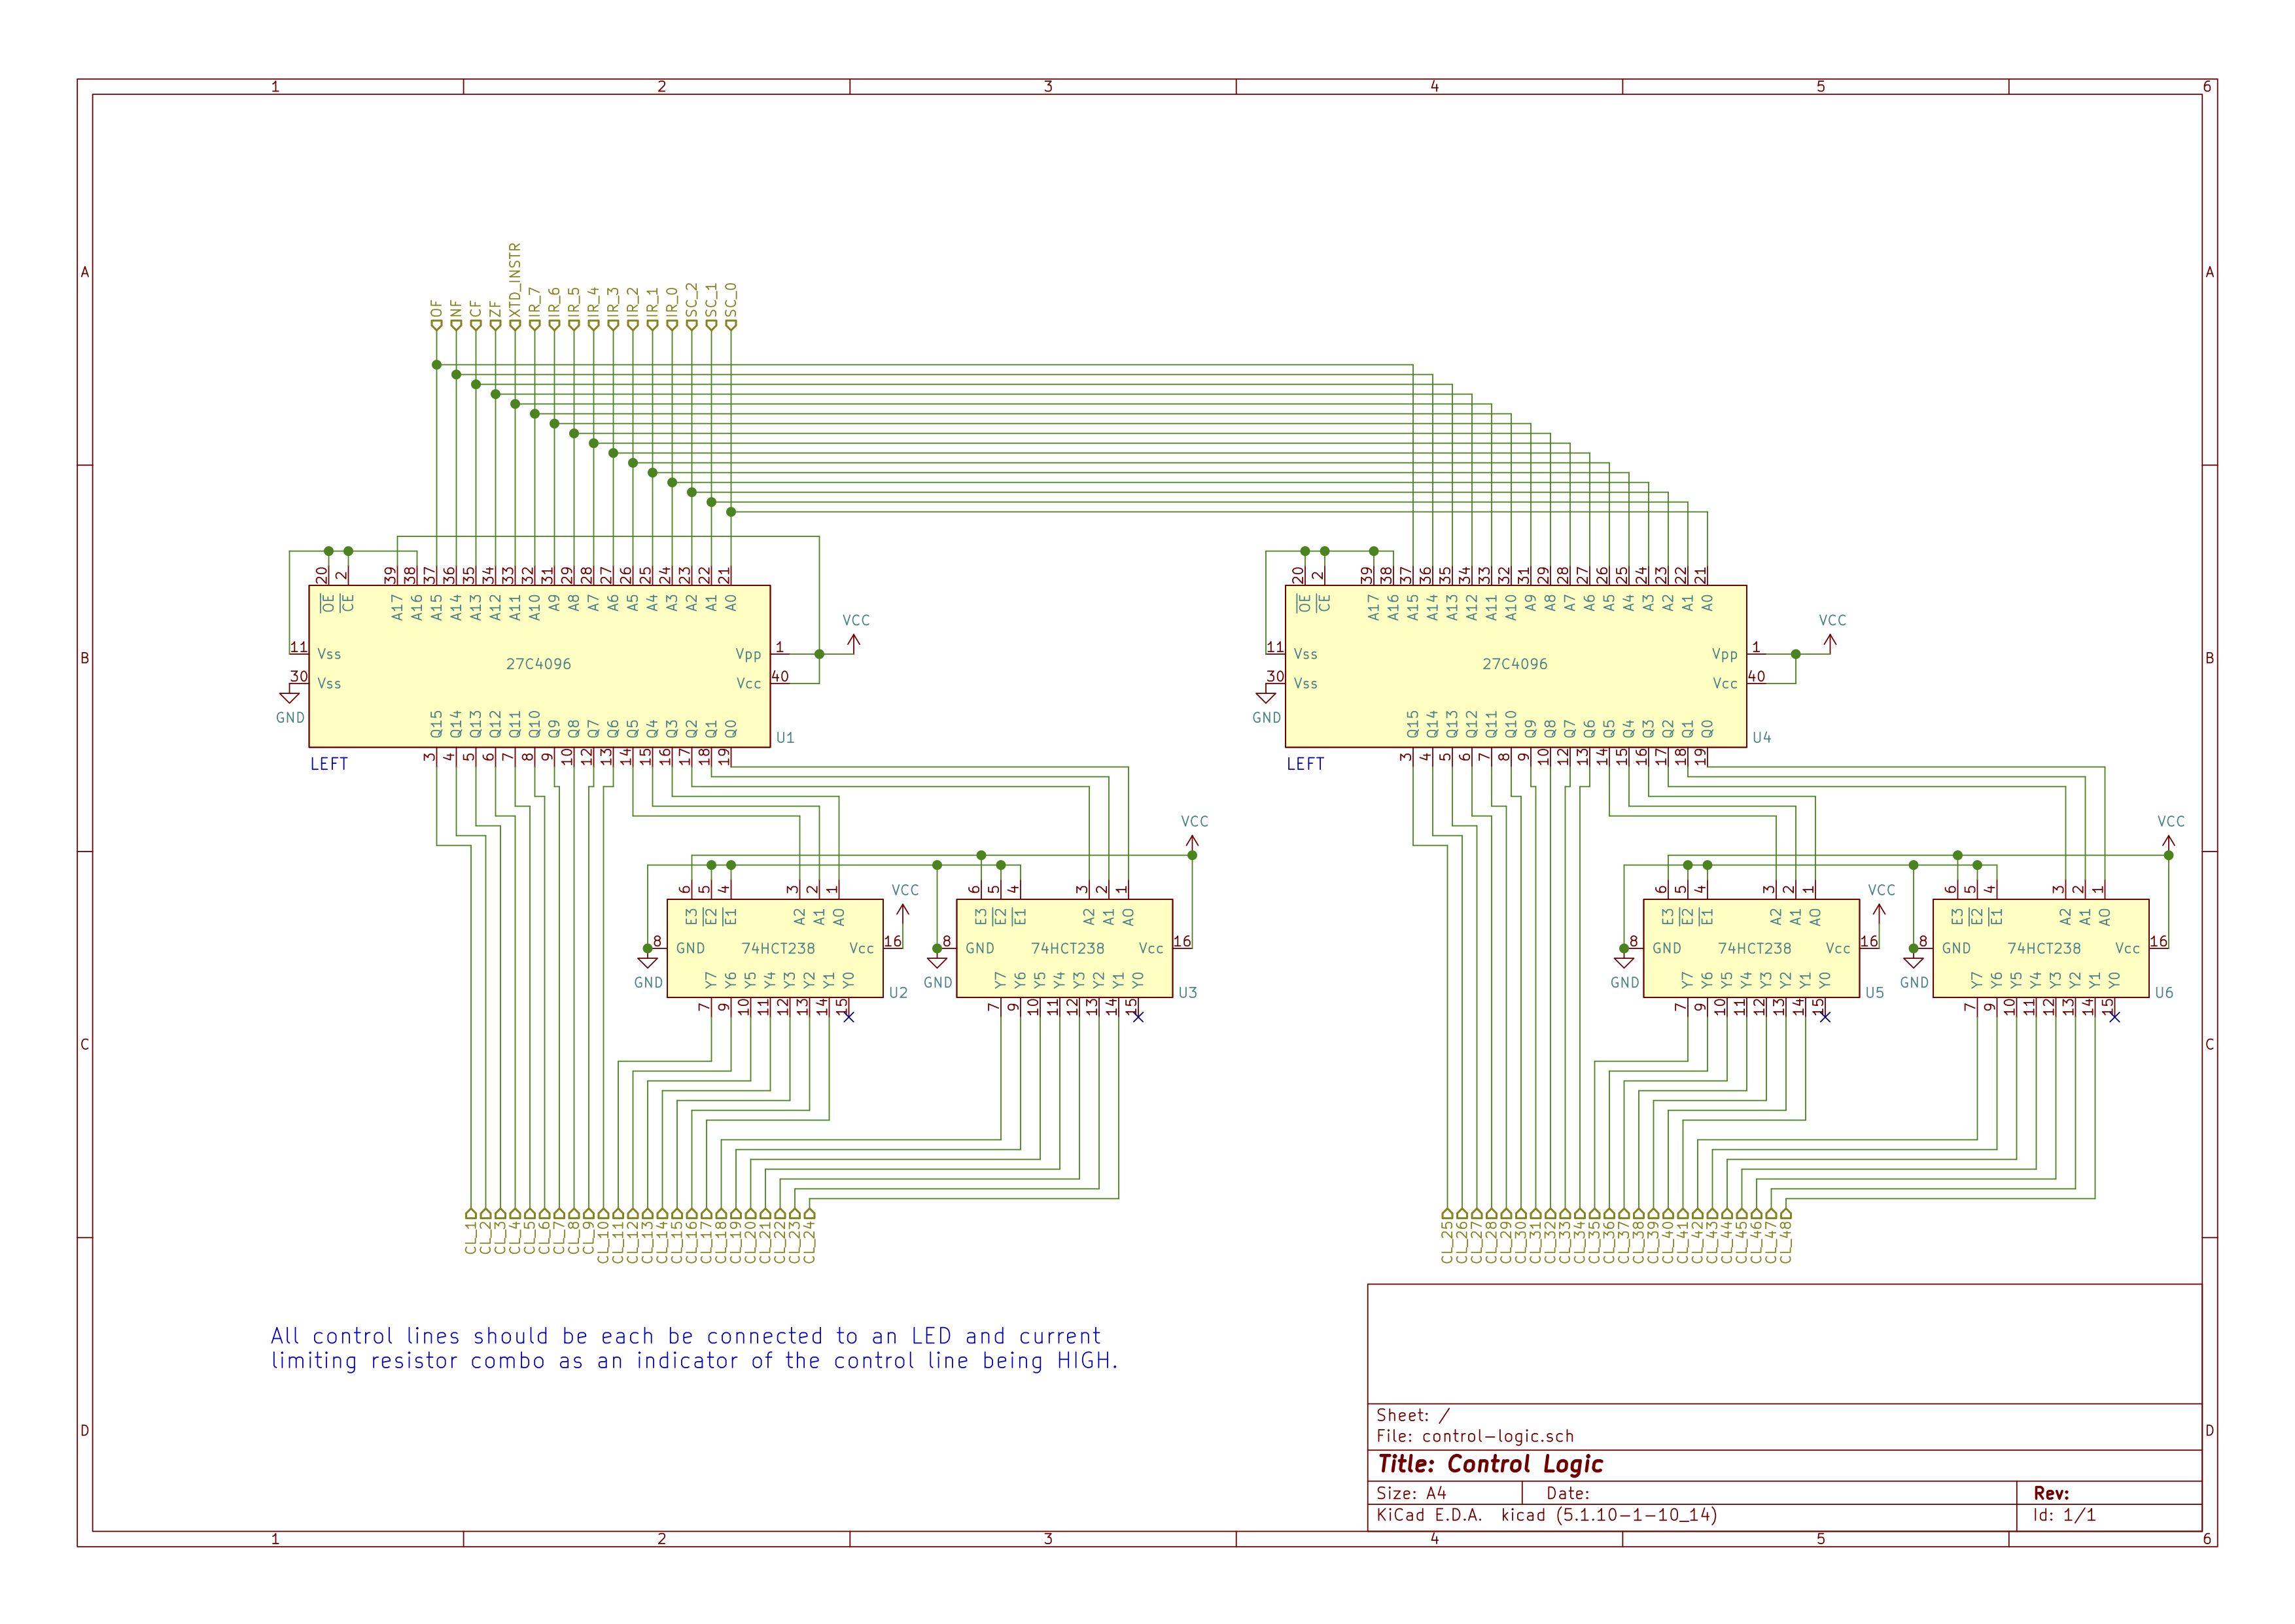 1 2 3 4 5 6
A A
B B
C C
D D
OF NF CF ZF XTD_INSTR IR_7 IR_6 IR_5 IR_4 IR_3 IR_2 IR_1 IR_0 SC_2 SC_1 SC_0
20 2 39 38 37 36 35 34 33 32 31 29 28 27 26 25 24 23 22 21
OE CE A17 A16 A15 A14 A13 A12 A11 A10 A9 A8 A7 A6 A5 A4 A3 A2 A1 A0
VCC
11 Vss 27C4096 Vpp 1
30 Vss Vcc 40
GND
Q15 Q14 Q13 Q12 Q11 Q10 Q9 Q8 Q7 Q6 Q5 Q4 Q3 Q2 Q1 Q0
U1
3 4 5 6 7 8 9 10 12 13 14 15 16 17 18 19
LEFT
20 2 39 38 37 36 35 34 33 32 31 29 28 27 26 25 24 23 22 21
OE CE A17 A16 A15 A14 A13 A12 A11 A10 A9 A8 A7 A6 A5 A4 A3 A2 A1 A0
VCC
11 Vss 27C4096 Vpp 1
30 Vss Vcc 40
GND
Q15 Q14 Q13 Q12 Q11 Q10 Q9 Q8 Q7 Q6 Q5 Q4 Q3 Q2 Q1 Q0
U4
3 4 5 6 7 8 9 10 12 13 14 15 16 17 18 19
LEFT
6 5 4 3 2 1
VCC
E3 E2 E1 A2 A1 A0
8 GND 74HCT238 Vcc 16
GND
Y7 Y6 Y5 Y4 Y3 Y2 Y1 Y0
U2
7 9 10 11 12 13 14 15
VCC
6 5 4 3 2 1
E3 E2 E1 A2 A1 A0
8 GND 74HCT238 Vcc 16
GND
Y7 Y6 Y5 Y4 Y3 Y2 Y1 Y0
U3
7 9 10 11 12 13 14 15
6 5 4 3 2 1
VCC
E3 E2 E1 A2 A1 A0
8 GND 74HCT238 Vcc 16
GND
Y7 Y6 Y5 Y4 Y3 Y2 Y1 Y0
U5
7 9 10 11 12 13 14 15
VCC
6 5 4 3 2 1
E3 E2 E1 A2 A1 A0
8 GND 74HCT238 Vcc 16
GND
Y7 Y6 Y5 Y4 Y3 Y2 Y1 Y0
U6
7 9 10 11 12 13 14 15
CL_1 CL_2 CL_3 CL_4 CL_5 CL_6 CL_7 CL_8 CL_9 CL_10 CL_11 CL_12 CL_13 CL_14 CL_15 CL_16 CL_17 CL_18 CL_19 CL_20 CL_21 CL_22 CL_23 CL_24
CL_25 CL_26 CL_27 CL_28 CL_29 CL_30 CL_31 CL_32 CL_33 CL_34 CL_35 CL_36 CL_37 CL_38 CL_39 CL_40 CL_41 CL_42 CL_43 CL_44 CL_45 CL_46 CL_47 CL_48
All control lines should be each be connected to an LED and current
limiting resistor combo as an indicator of the control line being HIGH.
Sheet: /
File: control-logic.sch
Title: Control Logic
Size: A4 Date: Rev:
KiCad E.D.A. kicad (5.1.10-1-10_14) Id: 1/1
1 2 3 4 5 6